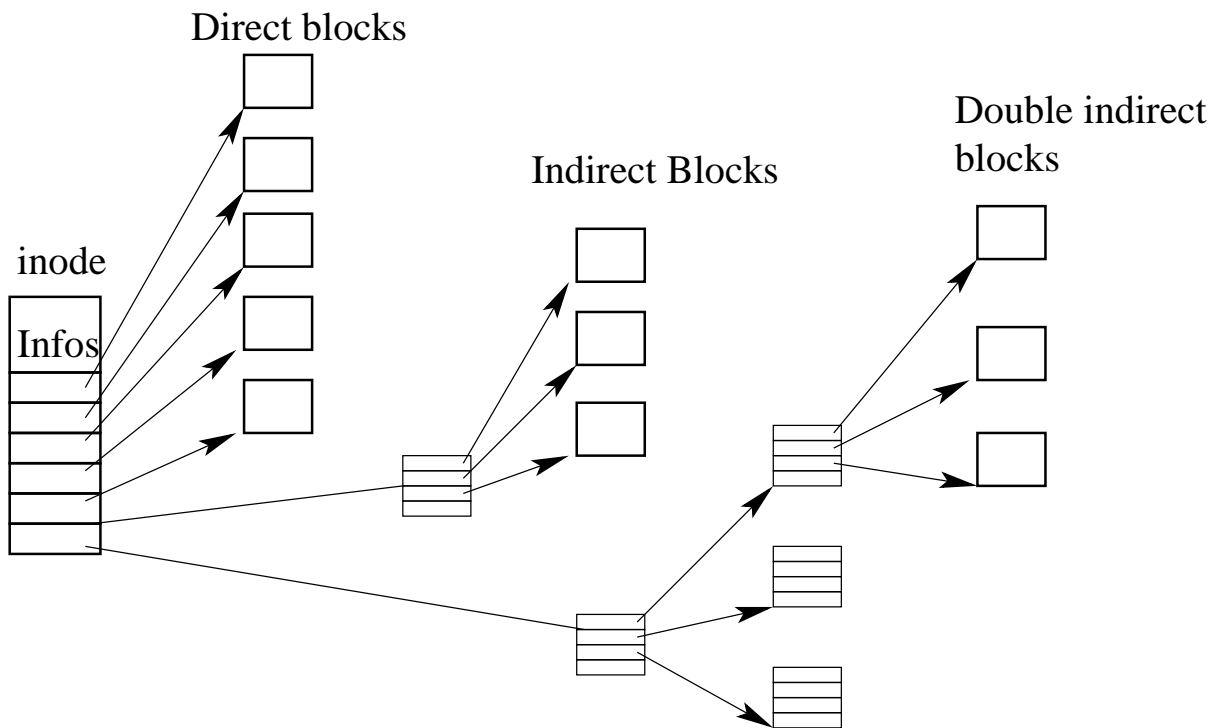 Direct blocks
Double indirect
blocks
Indirect Blocks
inode
Infos